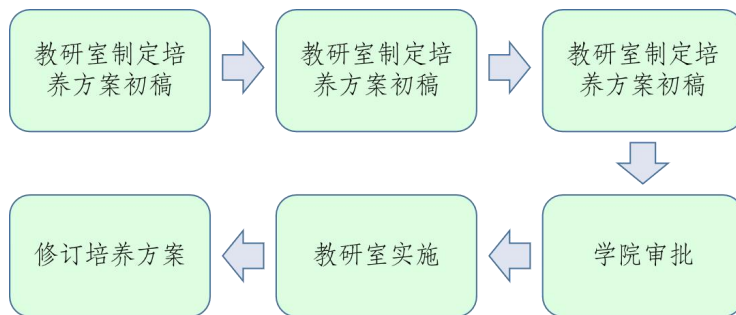 教研室制定培
养方案初稿
教研室制定培
养方案初稿
教研室制定培
养方案初稿
学院审批
教研室实施
修订培养方案